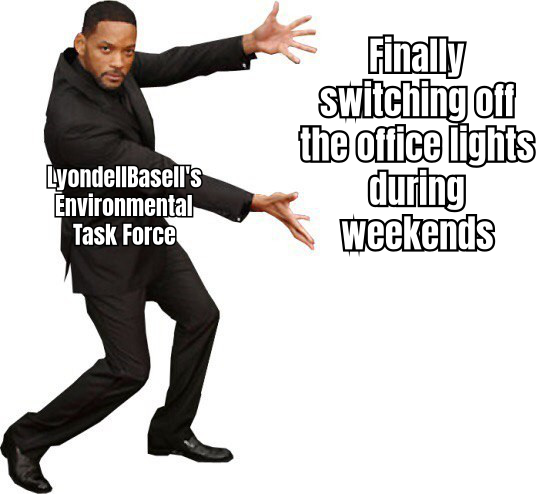 Finally
switching off
the office lights
during
weekends
LyondellBasell's
Environmental
Task Force